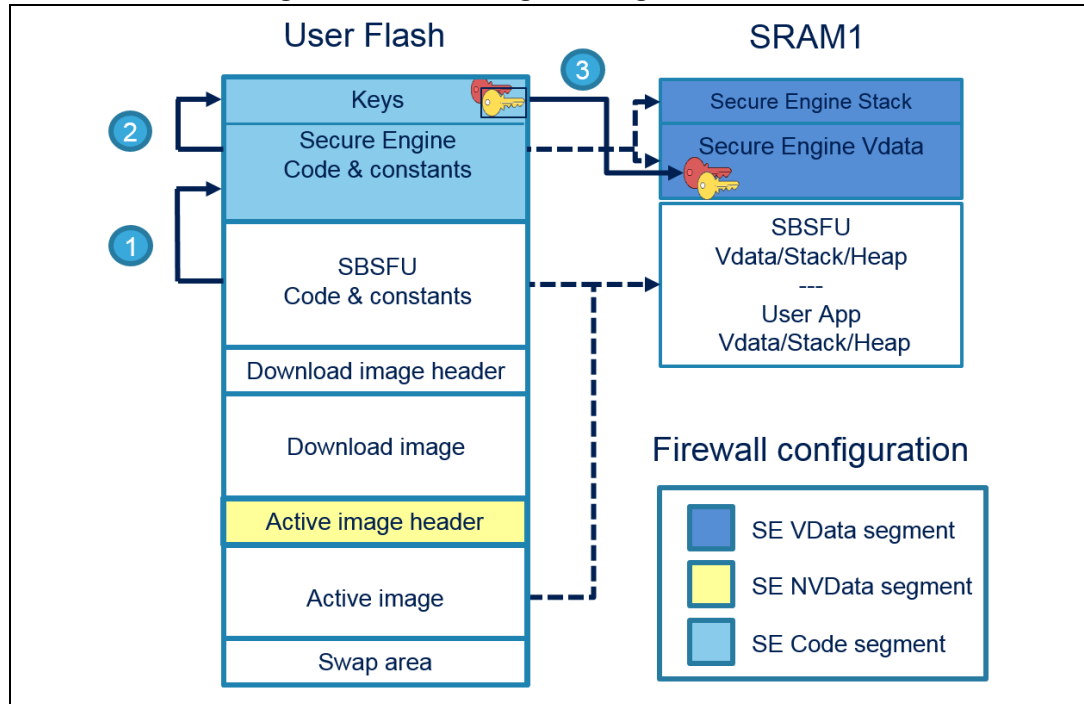 User Flash
SRAM1
3
Keys
Secure Engine Stack
2
Secure Engine
Code & constants
Secure Engine Vdata
1
SBSFU
Code & constants
SBSFU
Vdata/Stack/Heap
---
User App
Vdata/Stack/Heap
Download image header
Download image
Firewall configuration
Active image header
SE VData segment
SE NVData segment
Active image
SE Code segment
Swap area